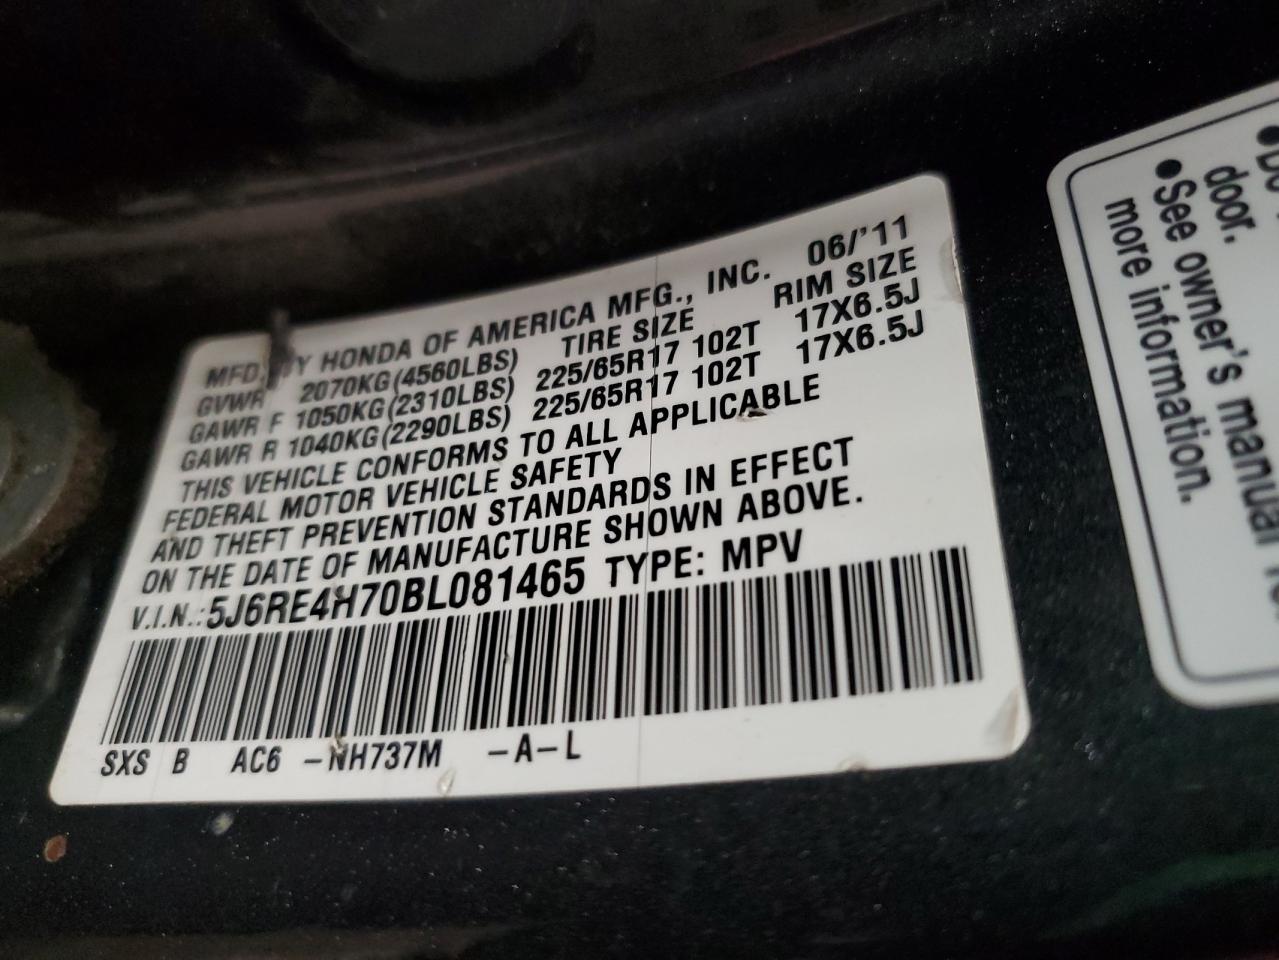 MFD. BY HONDA OF AMERICA MFG., INC. 06/'11
GVWR 2070KG(4560LBS) TIRE SIZE RIM SIZE
GAWR F 1050KG(2310LBS) 225/65R17 102T 17X6.5J
GAWR R 1040KG(2290LBS) 225/65R17 102T 17X6.5J
THIS VEHICLE CONFORMS TO ALL APPLICABLE
FEDERAL MOTOR VEHICLE SAFETY
AND THEFT PREVENTION STANDARDS IN EFFECT
ON THE DATE OF MANUFACTURE SHOWN ABOVE.
V.I.N.:5J6RE4H70BL081465 TYPE: MPV
SXS B AC6 -NH737M -A-L
door.
●See owner's manual
more information.